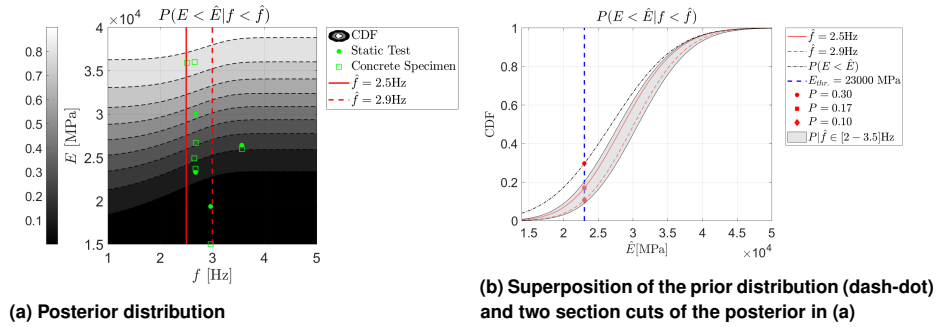 P(E < Ê|f < f̂)
×10⁴
E [MPa]
f [Hz]
0.9
0.8
0.7
0.6
0.5
0.4
0.3
0.2
0.1
4
3.5
3
2.5
2
1.5
1 2 3 4 5
CDF
Static Test
Concrete Specimen
f̂ = 2.5Hz
f̂ = 2.9Hz
(a) Posterior distribution
P(E < Ê|f < f̂)
CDF
1
0.8
0.6
0.4
0.2
0
1.5 2 2.5 3 3.5 4 4.5 5
Ê[MPa]
×10⁴
f̂ = 2.5Hz
f̂ = 2.9Hz
P(E < Ê)
E_thr. = 23000 MPa
P = 0.30
P = 0.17
P = 0.10
P|f̂ ∈ [2 − 3.5]Hz
(b) Superposition of the prior distribution (dash-dot)
and two section cuts of the posterior in (a)